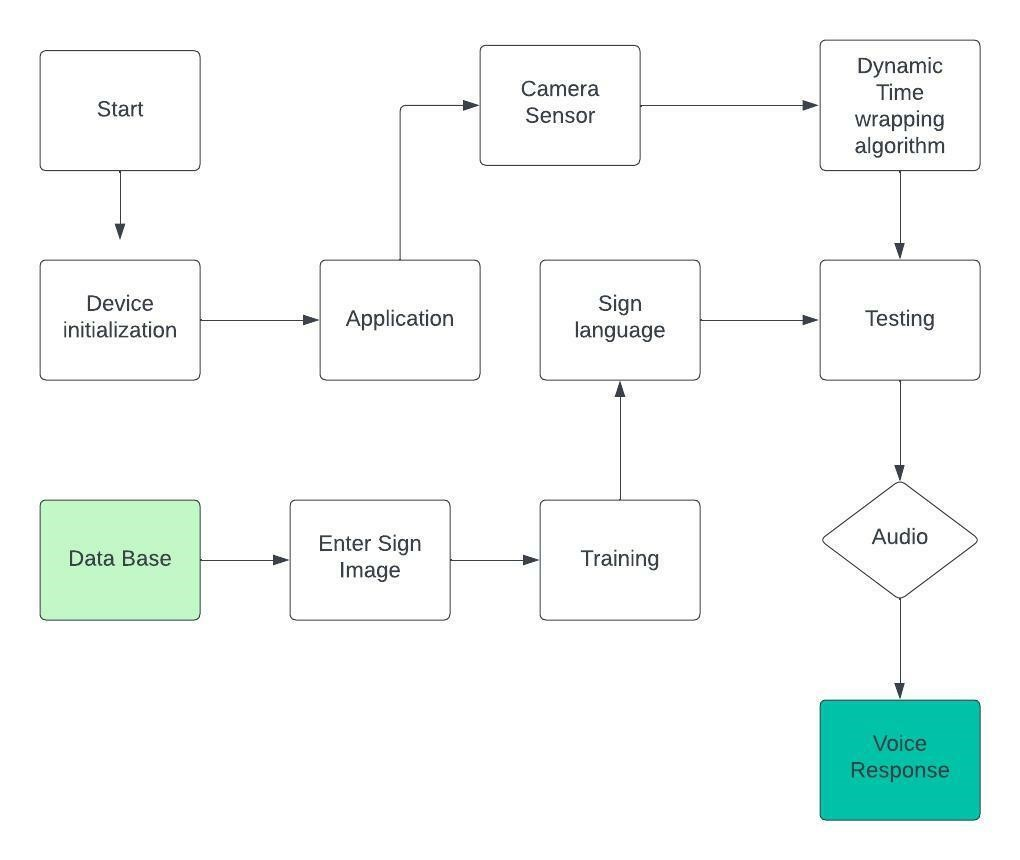 Start
Camera
Sensor
Dynamic
Time
wrapping
algorithm
Device
initialization
Application
Sign
language
Testing
Data Base
Enter Sign
Image
Training
Audio
Voice
Response